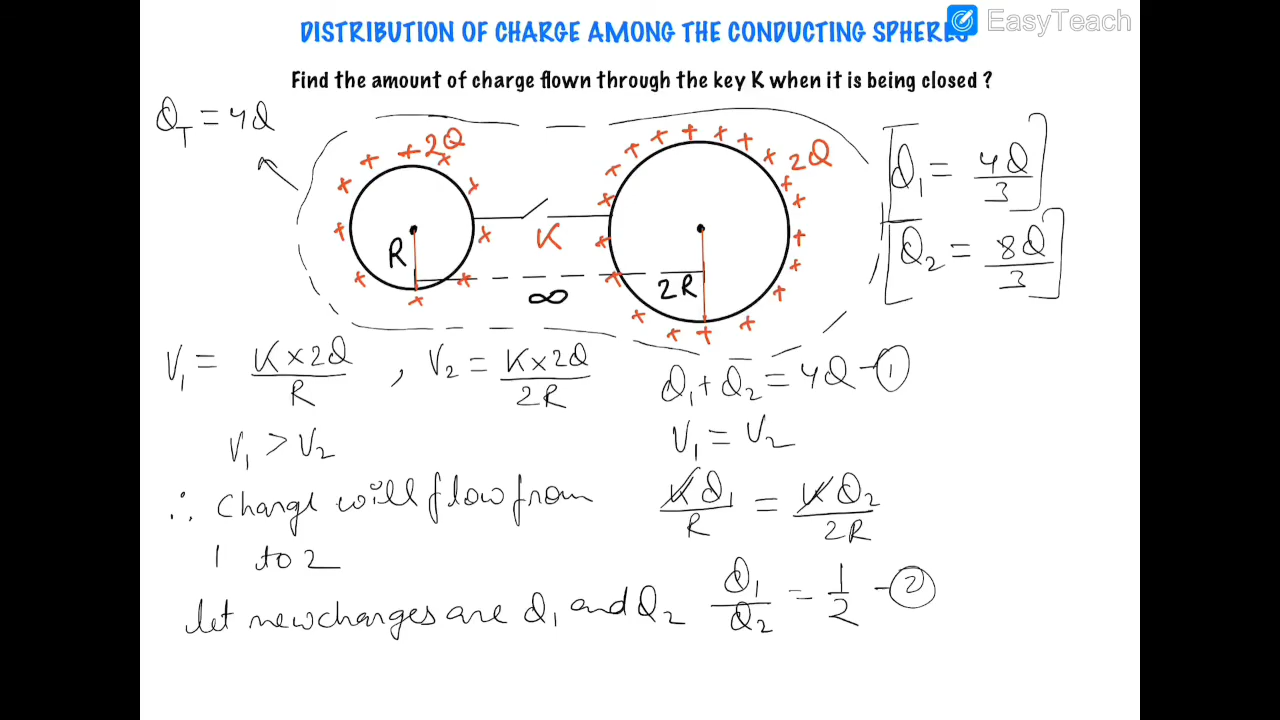 DISTRIBUTION OF CHARGE AMONG THE CONDUCTING SPHERES
EasyTeach
Find the amount of charge flown through the key K when it is being closed ?
Q_T = 4Q
+2Q
2Q
K
R
2R
∞
Q₁ = 4Q/3
Q₂ = 8Q/3
V₁ = K×2Q/R , V₂ = K×2Q/2R
V₁ > V₂
∴ Charge will flow from
1 to 2
let new charges are Q₁ and Q₂
Q₁ + Q₂ = 4Q –①
V₁ = V₂
KQ₁/R = KQ₂/2R
Q₁/Q₂ = 1/2 –②